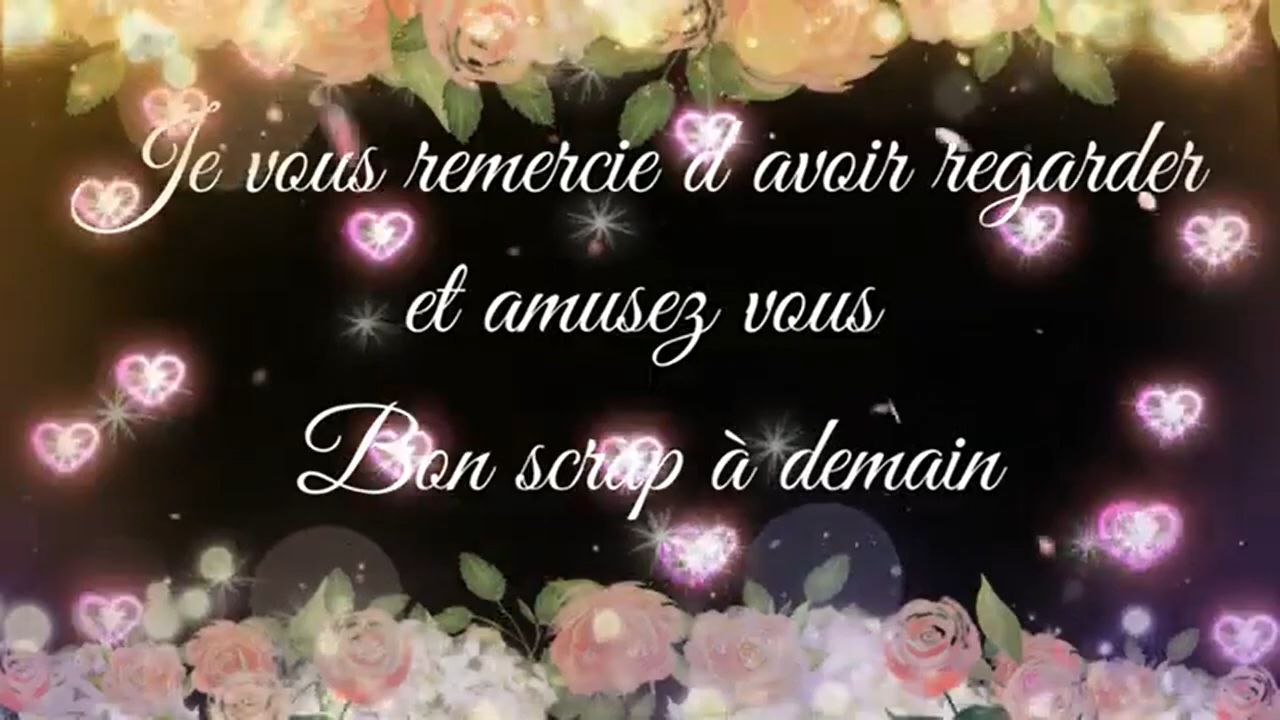 Je vous remercie d avoir regarder
et amusez vous
Bon scrap à demain